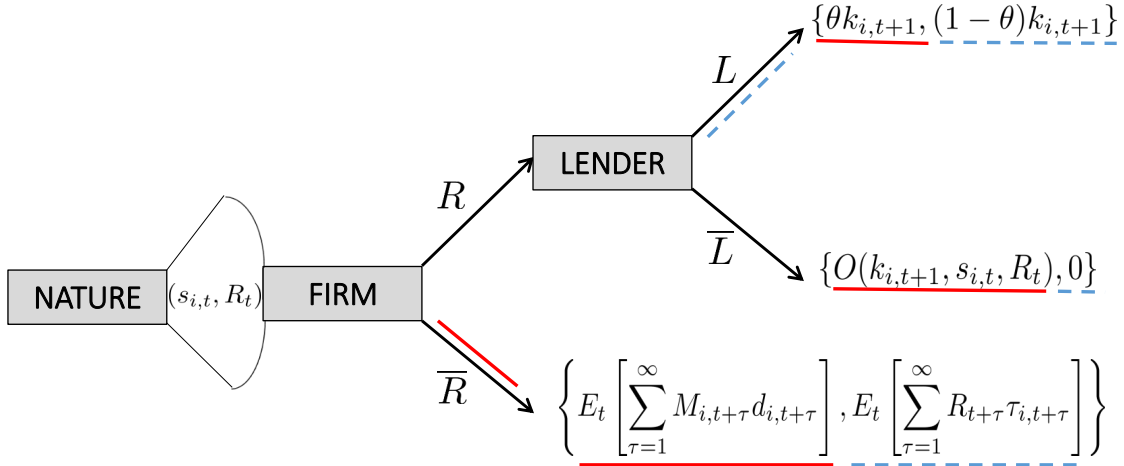 {θk_{i,t+1}, (1 − θ)k_{i,t+1}}
L
LENDER
R
L̅
{O(k_{i,t+1}, s_{i,t}, R_t), 0}
NATURE
(s_{i,t}, R_t)
FIRM
R̅
{E_t[∑_{τ=1}^{∞} M_{i,t+τ}d_{i,t+τ}], E_t[∑_{τ=1}^{∞} R_{t+τ}τ_{i,t+τ}]}